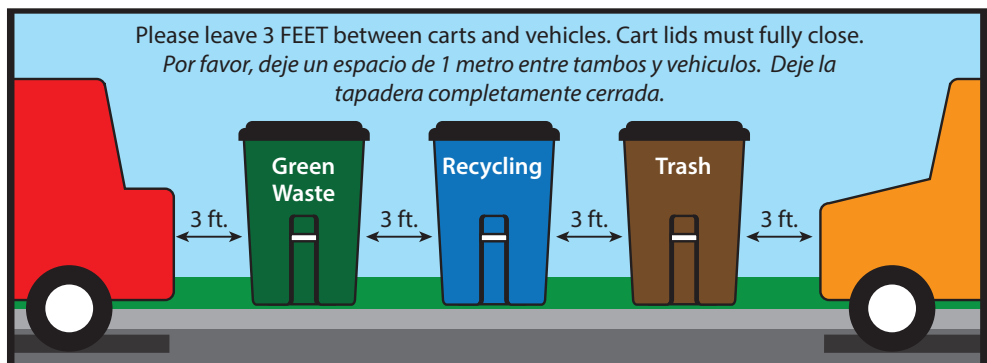 Please leave 3 FEET between carts and vehicles. Cart lids must fully close.
Por favor, deje un espacio de 1 metro entre tambos y vehiculos.  Deje la
tapadera completamente cerrada.
Green
Waste
Recycling
Trash
3 ft.
3 ft.
3 ft.
3 ft.